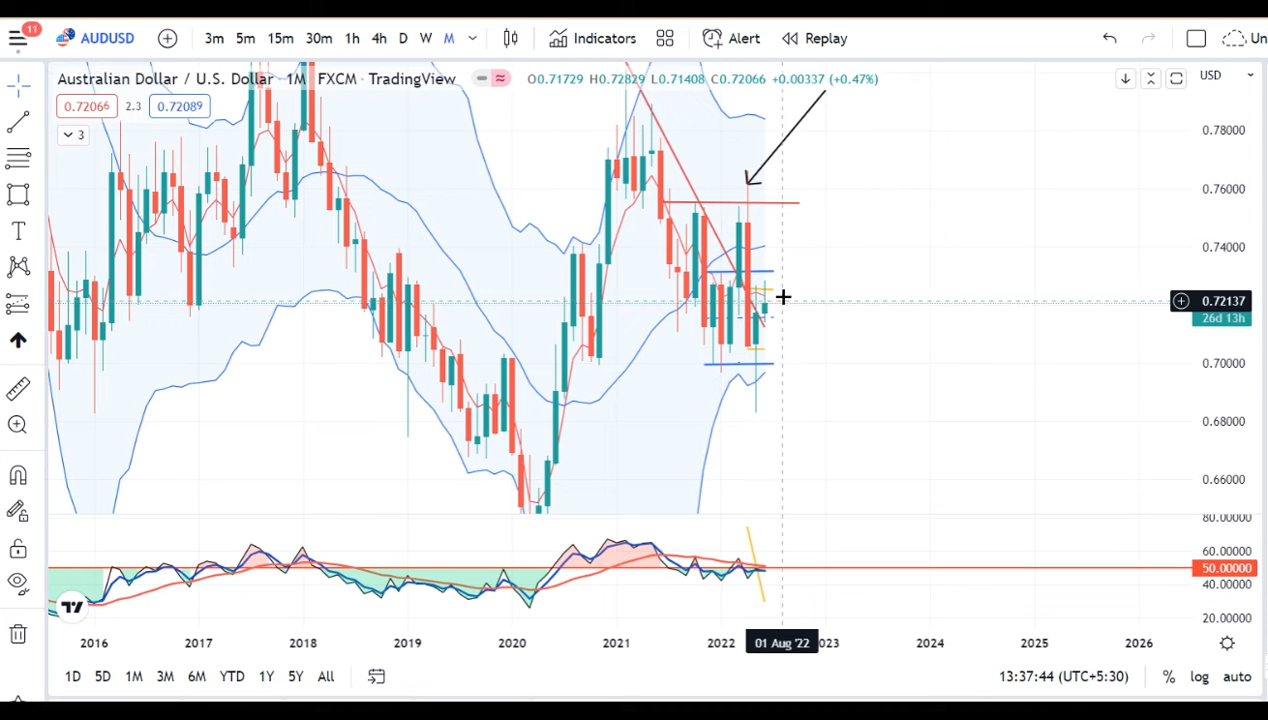 11
AUDUSD 3m 5m 15m 30m 1h 4h D W M Indicators Alert Replay Un
Australian Dollar / U.S. Dollar · 1M · FXCM · TradingView O0.71729 H0.72829 L0.71408 C0.72066 +0.00337 (+0.47%) USD
0.72066 2.3 0.72089
3
0.78000
0.76000
0.74000
0.72137
26d 13h
0.70000
0.68000
0.66000
80.00000
60.00000
50.00000
40.00000
20.00000
2016 2017 2018 2019 2020 2021 2022 01 Aug '22 023 2024 2025 2026
1D 5D 1M 3M 6M YTD 1Y 5Y All 13:37:44 (UTC+5:30) % log auto